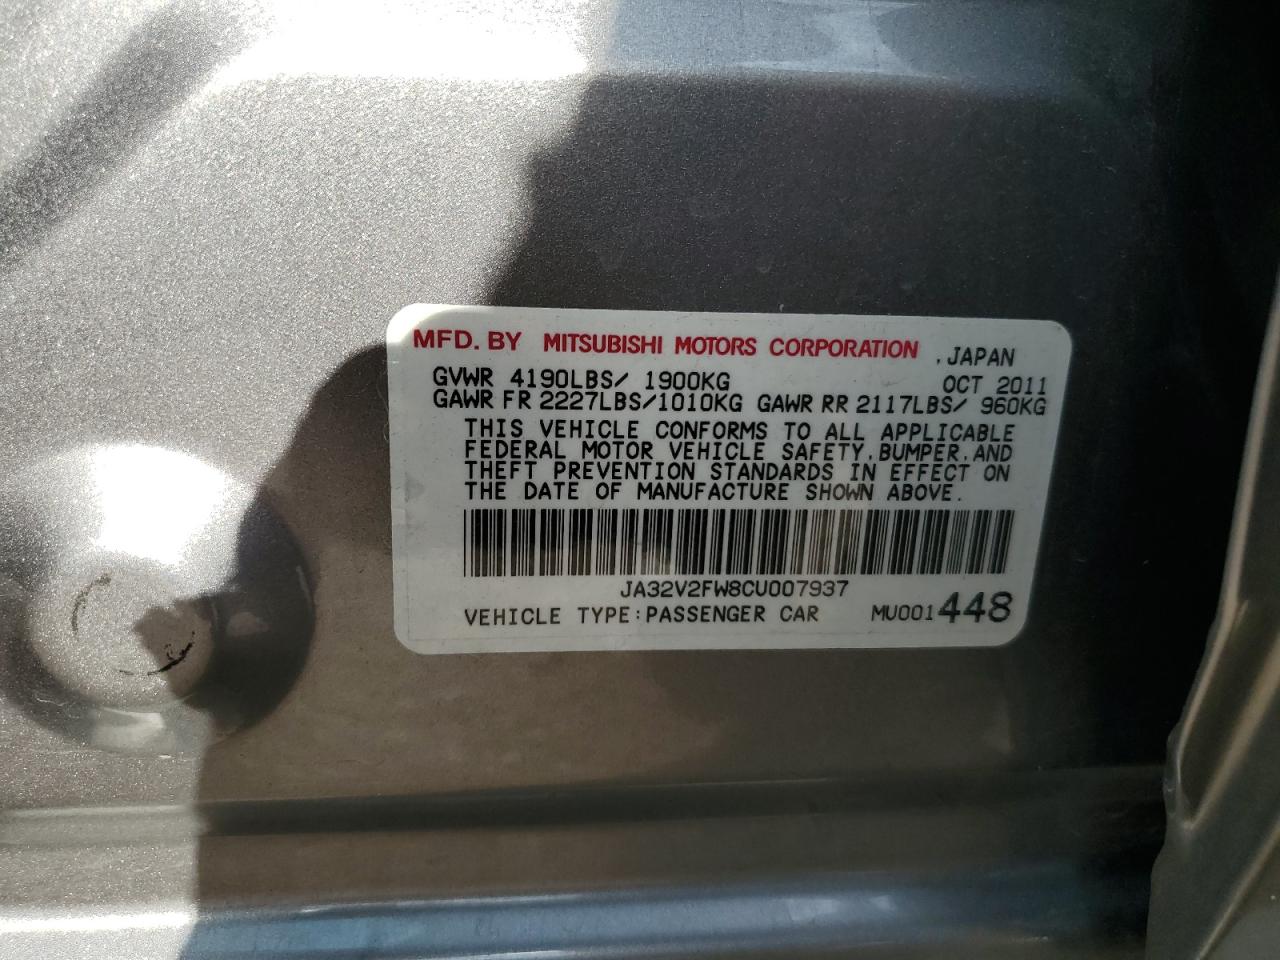 MFD. BY MITSUBISHI MOTORS CORPORATION , JAPAN
GVWR 4190LBS/ 1900KG OCT 2011
GAWR FR 2227LBS/1010KG GAWR RR 2117LBS/ 960KG
THIS VEHICLE CONFORMS TO ALL APPLICABLE
FEDERAL MOTOR VEHICLE SAFETY, BUMPER, AND
THEFT PREVENTION STANDARDS IN EFFECT ON
THE DATE OF MANUFACTURE SHOWN ABOVE.
JA32V2FW8CU007937
VEHICLE TYPE:PASSENGER CAR MU001448